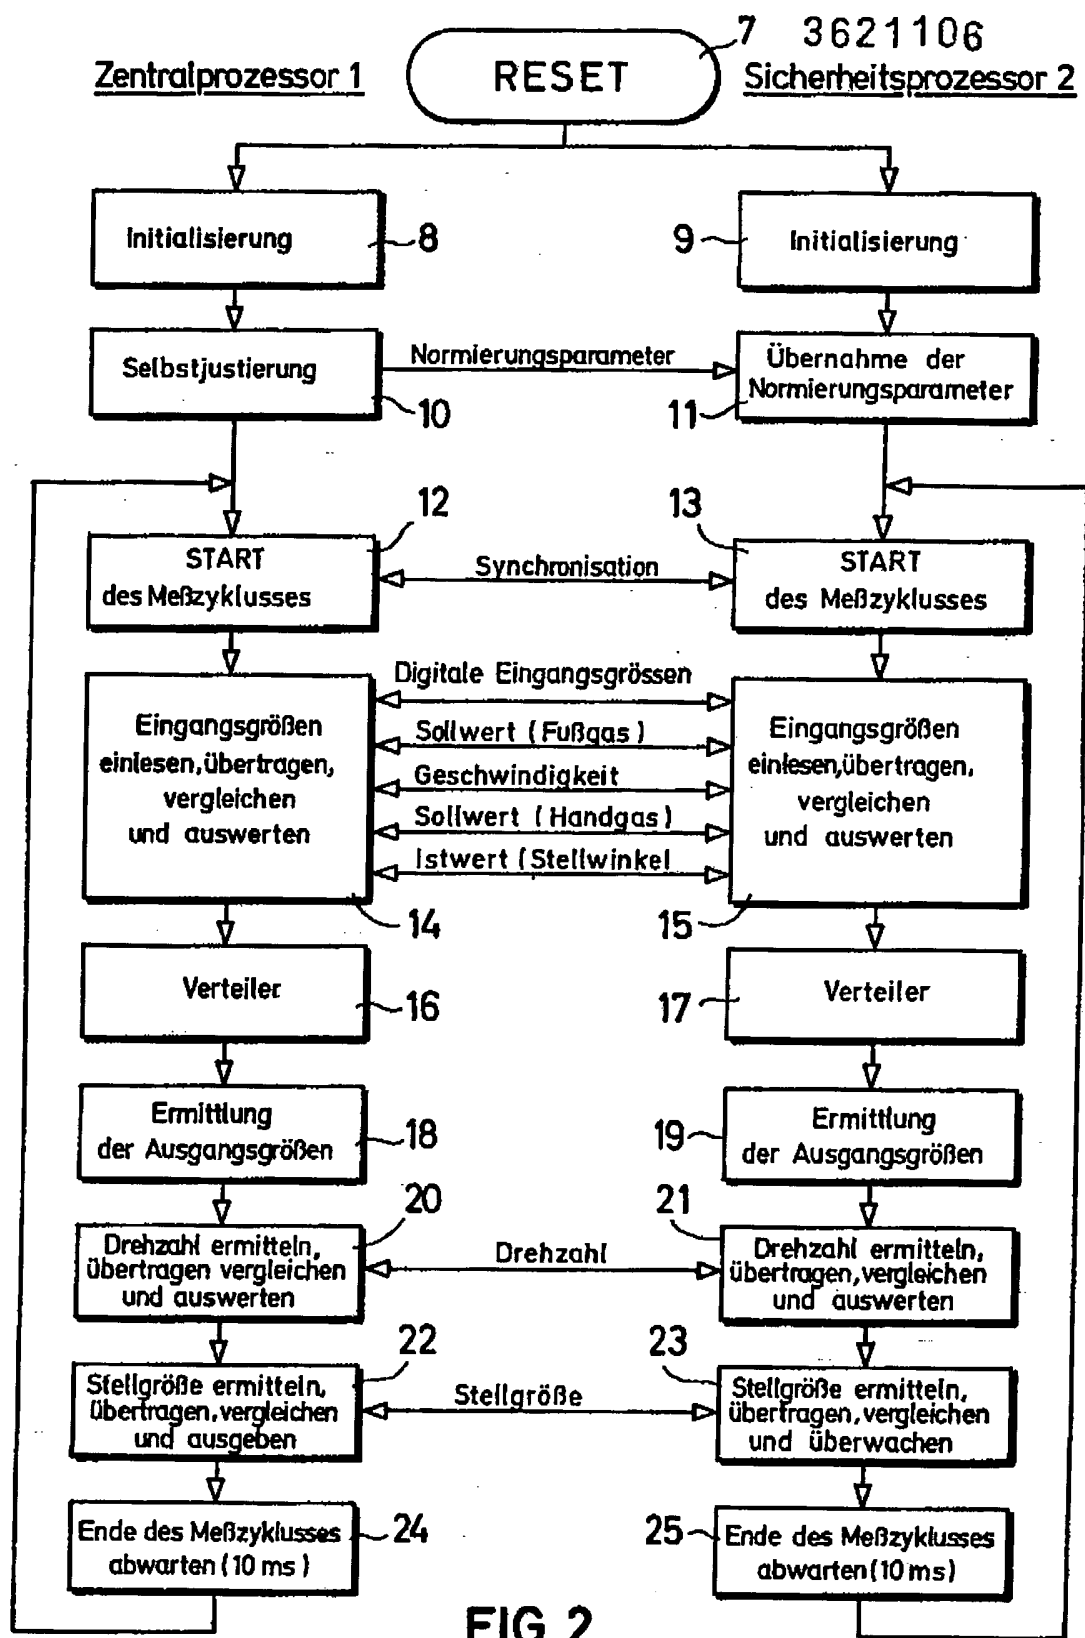 7 3621106
Zentralprozessor 1
RESET
Sicherheitsprozessor 2
Initialisierung
8
9
Initialisierung
Selbstjustierung
10
Normierungsparameter
Übernahme der
Normierungsparameter
11
12
START
des Meßzyklusses
Synchronisation
13
START
des Meßzyklusses
Eingangsgrößen
einlesen, übertragen,
vergleichen
und auswerten
14
Digitale Eingangsgrössen
Sollwert (Fußgas)
Geschwindigkeit
Sollwert (Handgas)
Istwert (Stellwinkel
Eingangsgrößen
einlesen, übertragen,
vergleichen
und auswerten
15
Verteiler
16
17
Verteiler
Ermittlung
der Ausgangsgrößen
18
19
Ermittlung
der Ausgangsgrößen
20
Drehzahl ermitteln,
übertragen vergleichen
und auswerten
Drehzahl
21
Drehzahl ermitteln,
übertragen, vergleichen
und auswerten
22
Stellgröße ermitteln,
übertragen, vergleichen
und ausgeben
Stellgröße
23
Stellgröße ermitteln,
übertragen, vergleichen
und überwachen
Ende des Meßzyklusses
abwarten (10 ms)
24
25
Ende des Meßzyklusses
abwarten (10 ms)
FIG 2